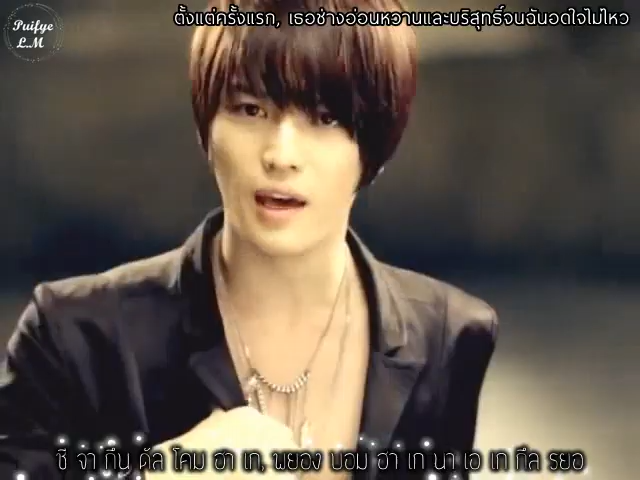 Puifye
L.M
ตั้งแต่ครั้งแรก, เธอช่างอ่อนหวานและบริสุทธิ์จนฉันอดใจไม่ไหว
ชี จา กึน ดัล โคม ฮา เก, พยอง บอม ฮา เก นา เอ เก กึล รยอ